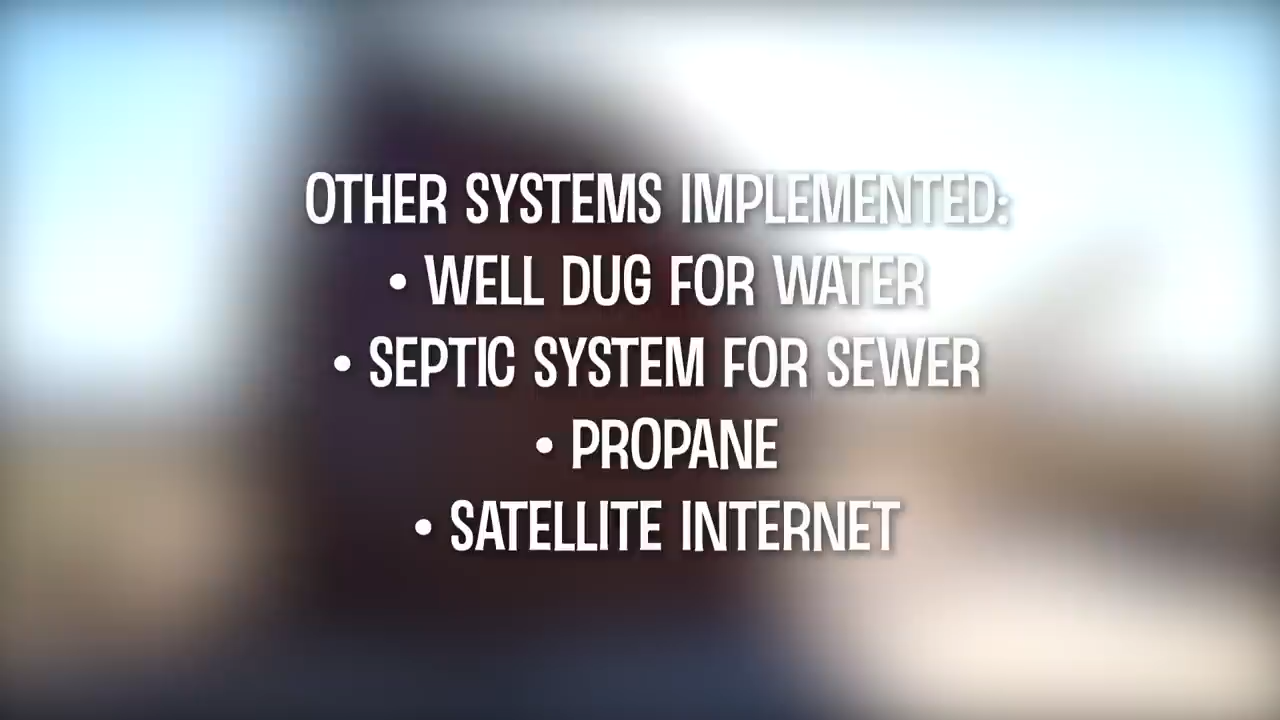 OTHER SYSTEMS IMPLEMENTED:
• WELL DUG FOR WATER
• SEPTIC SYSTEM FOR SEWER
• PROPANE
• SATELLITE INTERNET